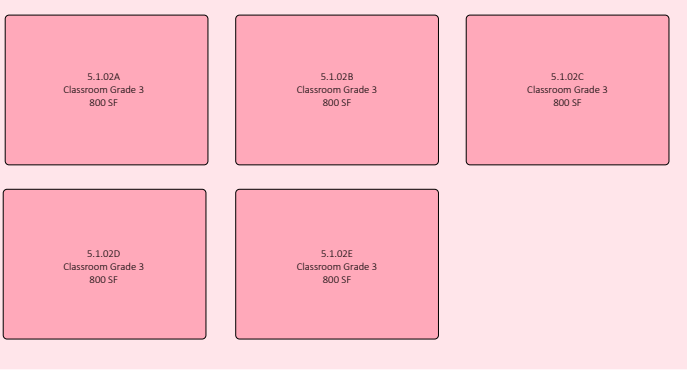 5.1.02A
Classroom Grade 3
800 SF
5.1.02B
Classroom Grade 3
800 SF
5.1.02C
Classroom Grade 3
800 SF
5.1.02D
Classroom Grade 3
800 SF
5.1.02E
Classroom Grade 3
800 SF